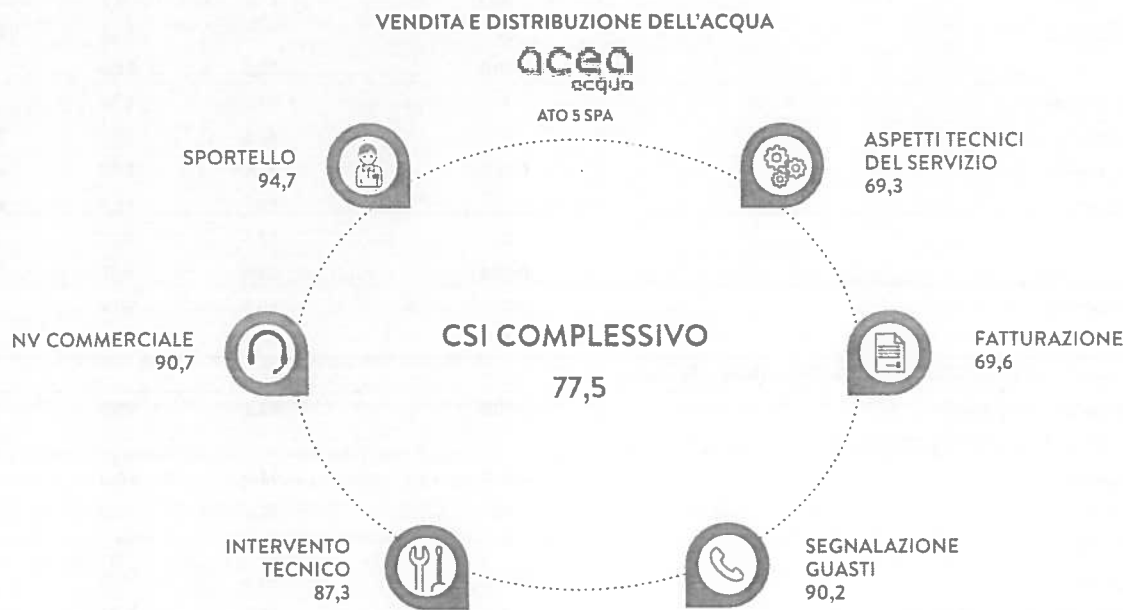 VENDITA E DISTRIBUZIONE DELL'ACQUA
acea
acqua
ATO 5 SPA
SPORTELLO
94,7
ASPETTI TECNICI
DEL SERVIZIO
69,3
NV COMMERCIALE
90,7
CSI COMPLESSIVO
77,5
FATTURAZIONE
69,6
INTERVENTO
TECNICO
87,3
SEGNALAZIONE
GUASTI
90,2